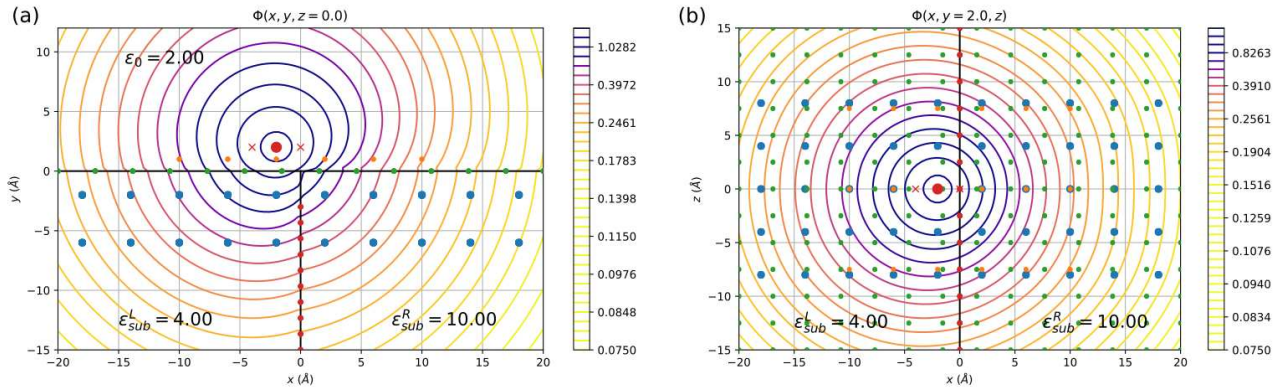 (a)
Φ(x, y, z = 0.0)
ε₀ = 2.00
ε_sub^L = 4.00
ε_sub^R = 10.00
10
5
0
−5
−10
−15
y (Å)
−20 −15 −10 −5 0 5 10 15 20
x (Å)
1.0282
0.3972
0.2461
0.1783
0.1398
0.1150
0.0976
0.0848
0.0750
(b)
Φ(x, y = 2.0, z)
ε_sub^L = 4.00
ε_sub^R = 10.00
15
10
5
0
−5
−10
−15
z (Å)
−20 −15 −10 −5 0 5 10 15 20
x (Å)
0.8263
0.3910
0.2561
0.1904
0.1516
0.1259
0.1076
0.0940
0.0834
0.0750